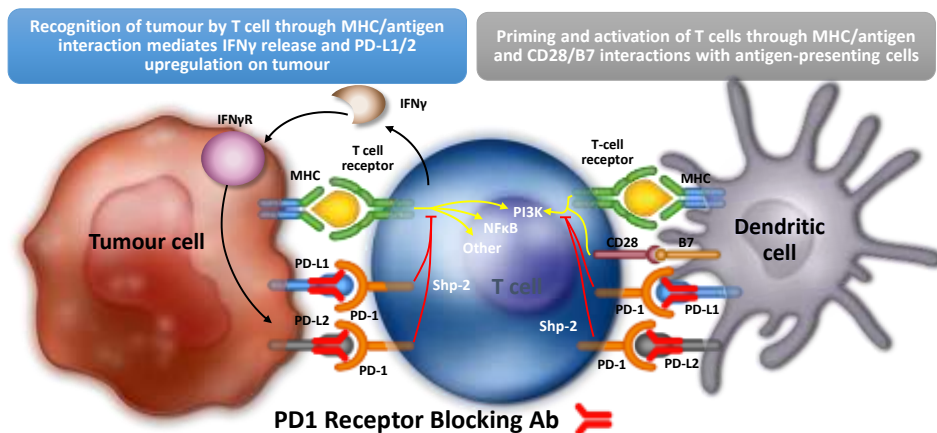 Recognition of tumour by T cell through MHC/antigen
interaction mediates IFNγ release and PD-L1/2
upregulation on tumour
Priming and activation of T cells through MHC/antigen
and CD28/B7 interactions with antigen-presenting cells
IFNγ
IFNγR
T cell
receptor
T-cell
receptor
MHC
MHC
PI3K
NFκB
Other
Tumour cell
Dendritic
cell
CD28
B7
PD-L1
Shp-2
T cell
PD-1
PD-1
PD-L1
PD-L2
Shp-2
PD-1
PD-1
PD-L2
PD1 Receptor Blocking Ab